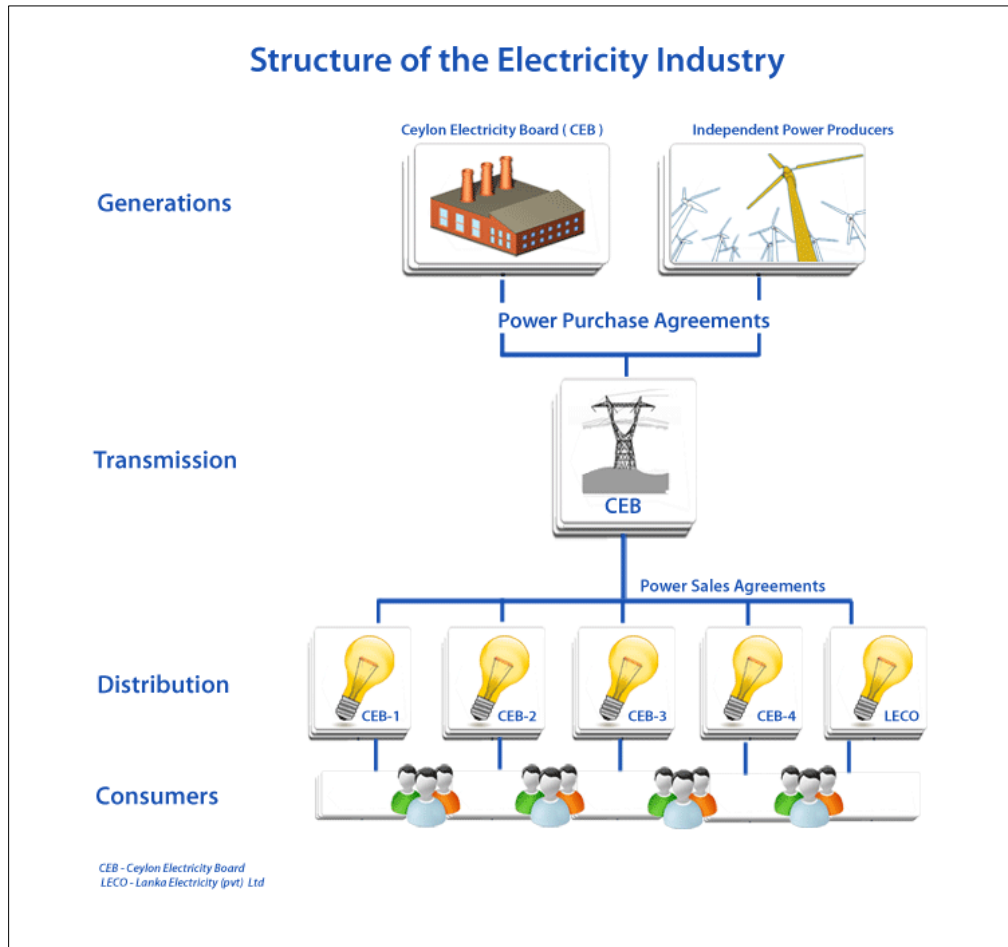 Structure of the Electricity Industry
Ceylon Electricity Board ( CEB )
Independent Power Producers
Generations
Power Purchase Agreements
Transmission
CEB
Power Sales Agreements
Distribution
CEB-1
CEB-2
CEB-3
CEB-4
LECO
Consumers
CEB - Ceylon Electricity Board
LECO - Lanka Electricity (pvt) Ltd